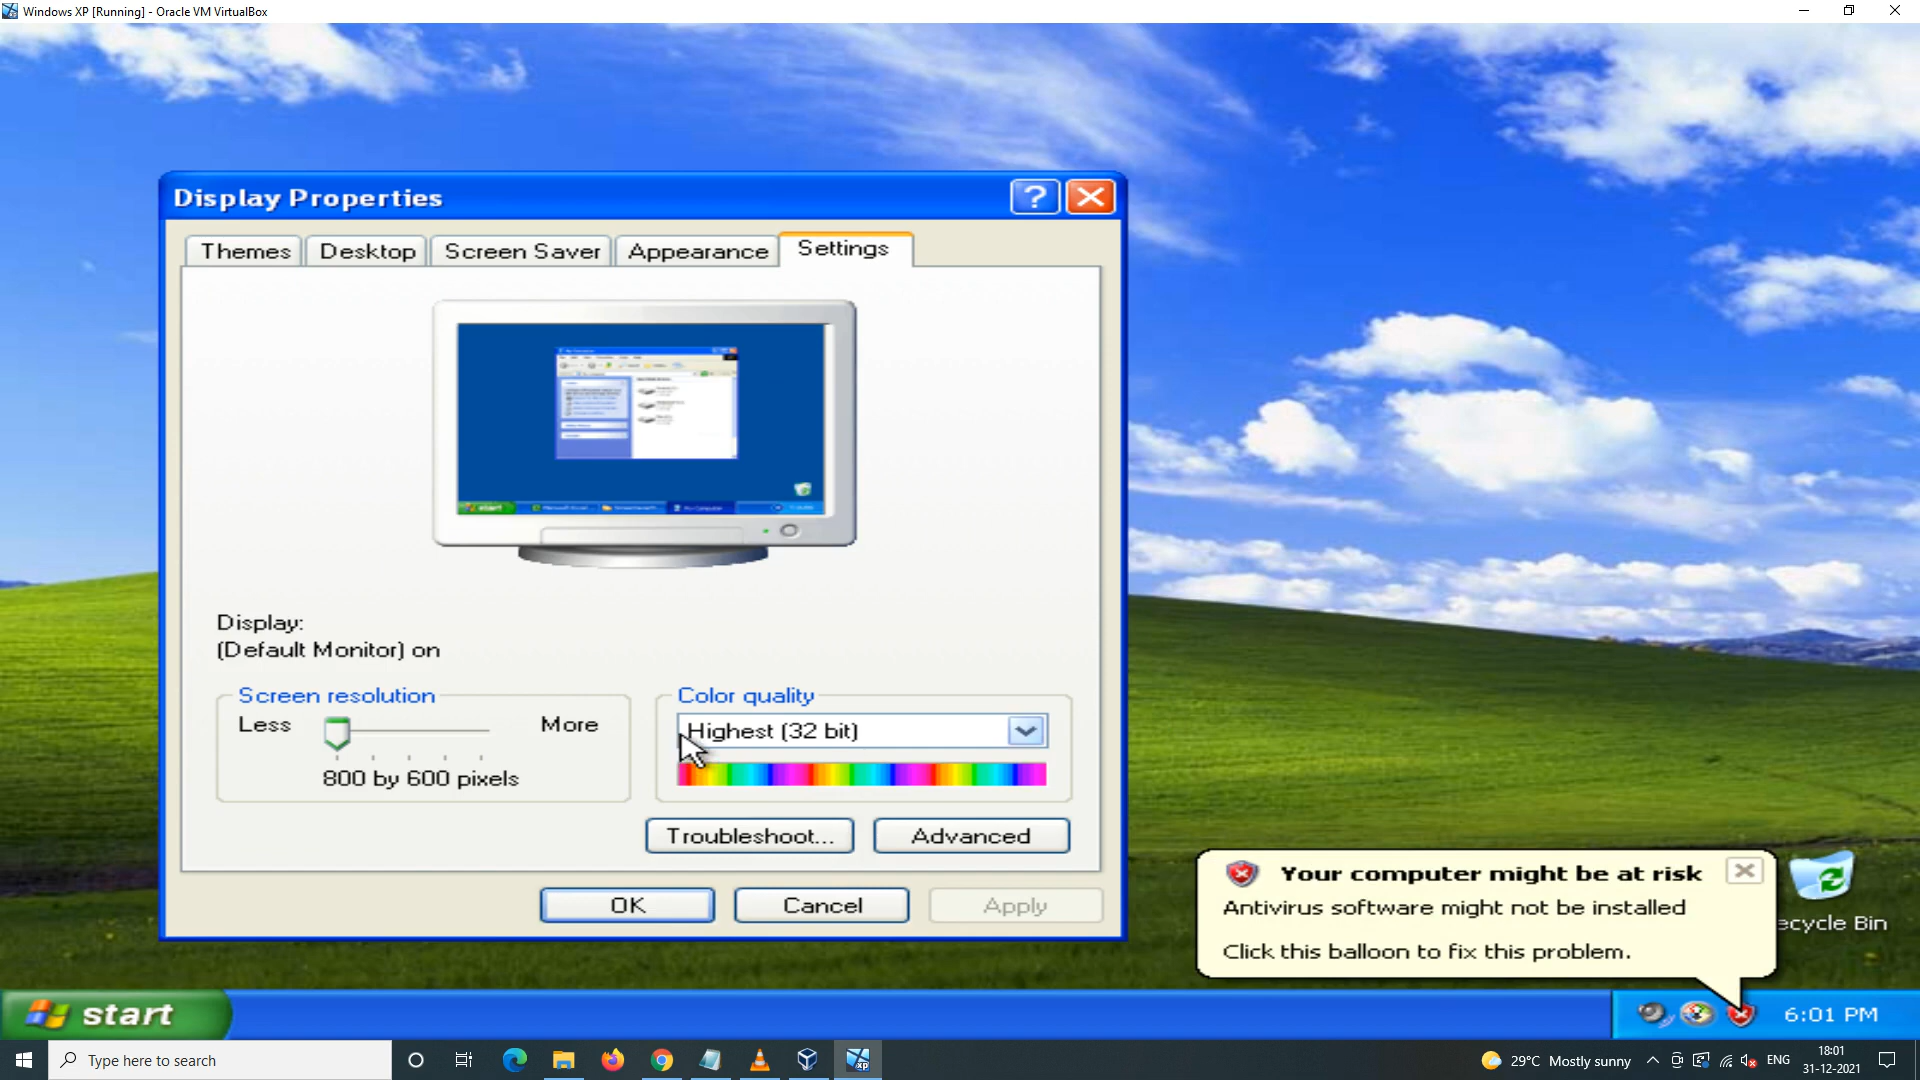 Windows XP [Running] - Oracle VM VirtualBox
Display Properties
?
Themes
Desktop
Screen Saver
Appearance
Settings
start
Display:
(Default Monitor) on
Screen resolution
Less
More
800 by 600 pixels
Color quality
Highest (32 bit)
Troubleshoot...
Advanced
OK
Cancel
Apply
Your computer might be at risk
Antivirus software might not be installed
Click this balloon to fix this problem.
ecycle Bin
start
6:01 PM
Type here to search
XP
29°C Mostly sunny
ENG
18:01
31-12-2021